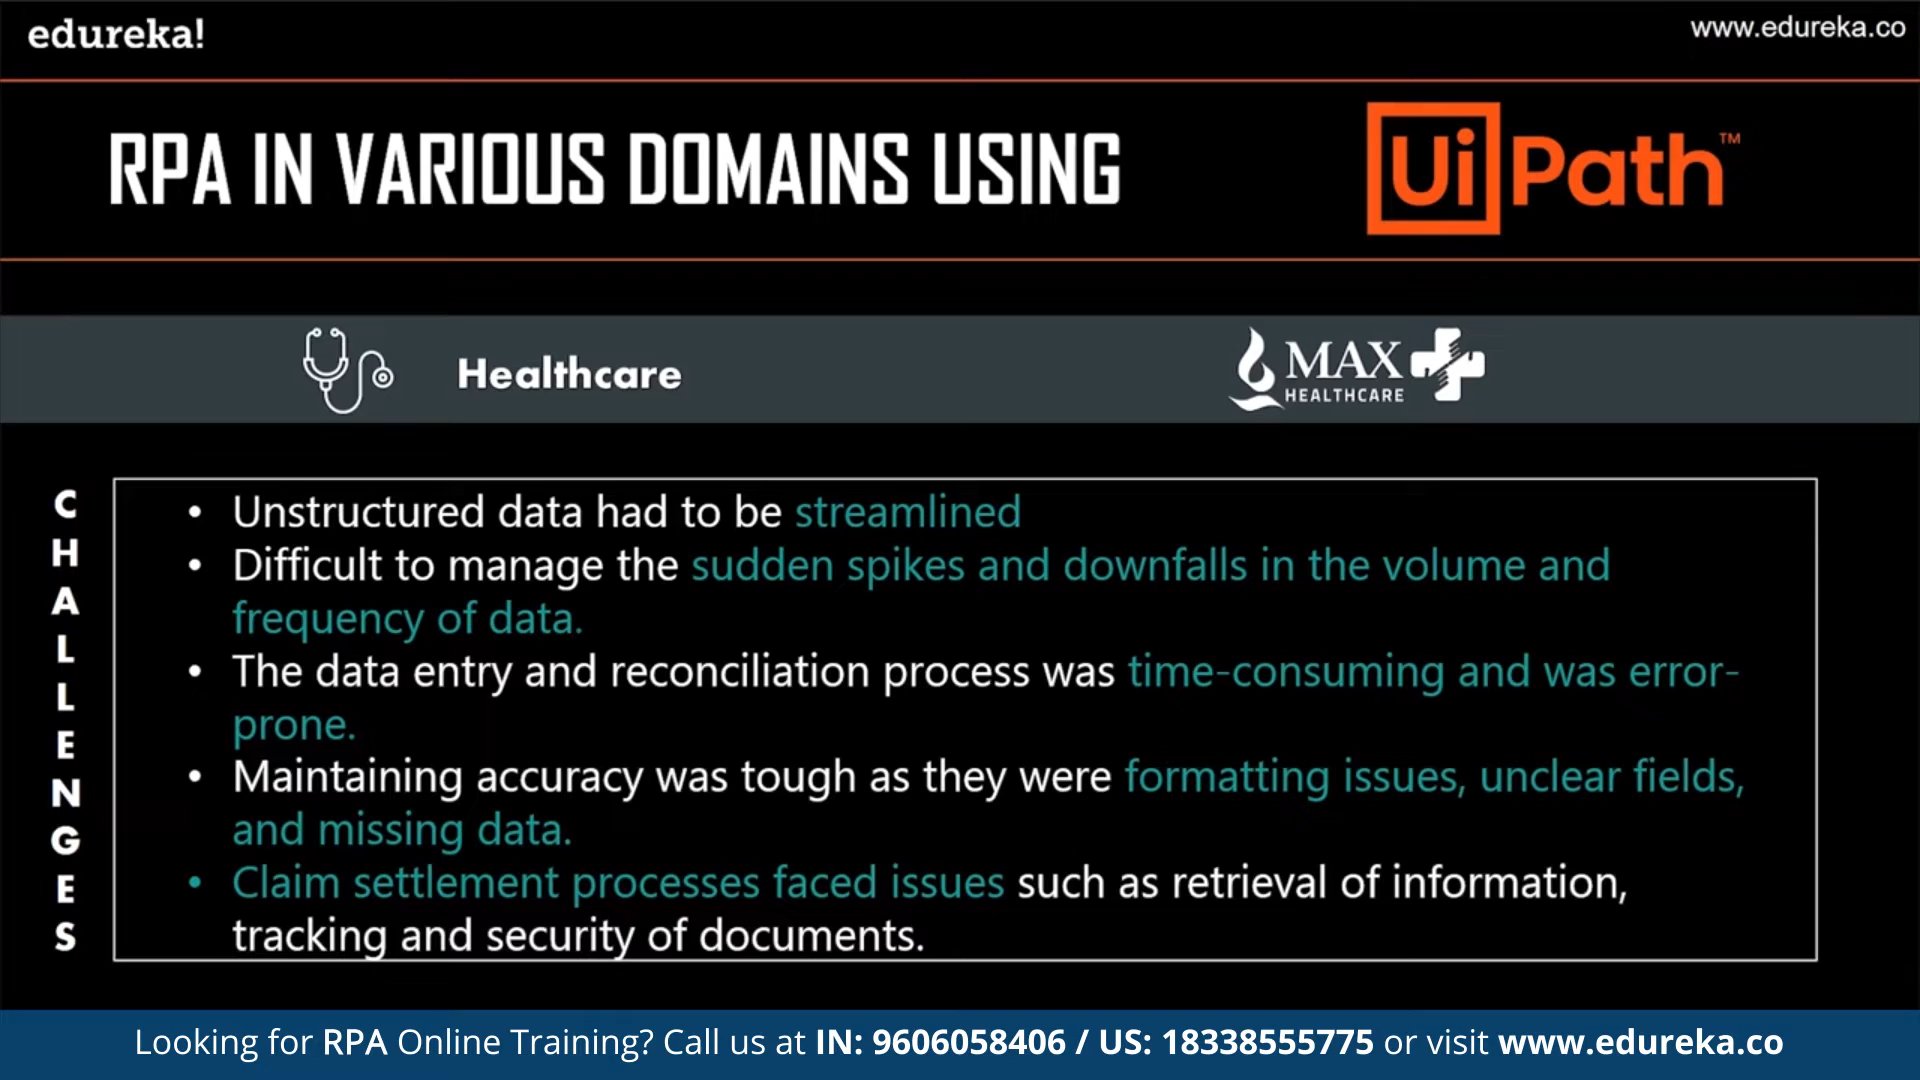 edureka!
www.edureka.co
RPA IN VARIOUS DOMAINS USING
UiPath™
Healthcare
MAX
HEALTHCARE
CHALLENGES
• Unstructured data had to be streamlined
• Difficult to manage the sudden spikes and downfalls in the volume and
frequency of data.
• The data entry and reconciliation process was time-consuming and was error-
prone.
• Maintaining accuracy was tough as they were formatting issues, unclear fields,
and missing data.
• Claim settlement processes faced issues such as retrieval of information,
tracking and security of documents.
Looking for RPA Online Training? Call us at IN: 9606058406 / US: 18338555775 or visit www.edureka.co